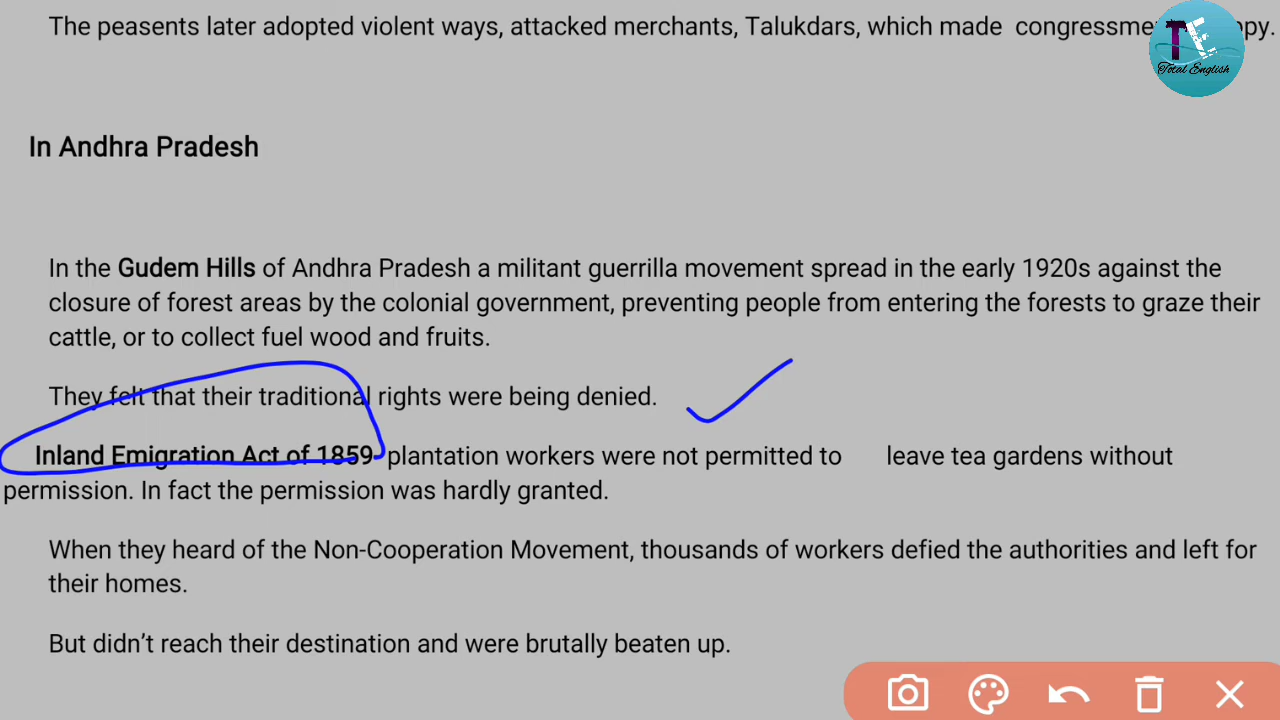 The peasents later adopted violent ways, attacked merchants, Talukdars, which made congressme py.
TE
Total English
In Andhra Pradesh
In the Gudem Hills of Andhra Pradesh a militant guerrilla movement spread in the early 1920s against the
closure of forest areas by the colonial government, preventing people from entering the forests to graze their
cattle, or to collect fuel wood and fruits.
They felt that their traditional rights were being denied.
Inland Emigration Act of 1859- plantation workers were not permitted to leave tea gardens without
permission. In fact the permission was hardly granted.
When they heard of the Non-Cooperation Movement, thousands of workers defied the authorities and left for
their homes.
But didn't reach their destination and were brutally beaten up.